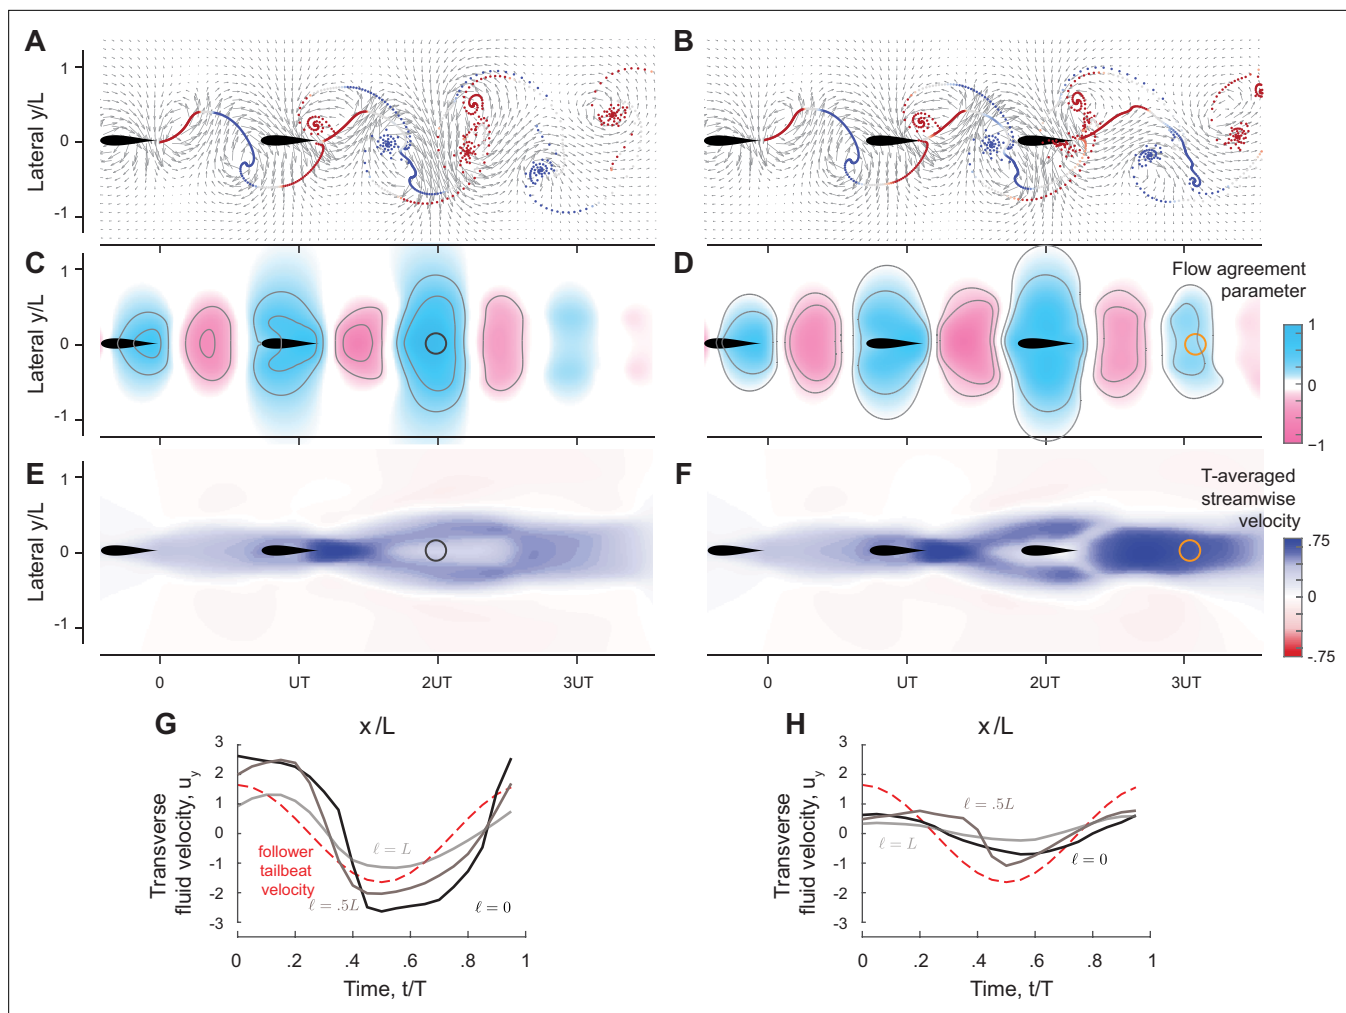 A
B
Lateral y/L
1
0
-1
C
D
Flow agreement
parameter
Lateral y/L
1
0
-1
1
0
−1
E
F
T-averaged
streamwise
velocity
Lateral y/L
1
0
-1
.75
0
-.75
0
UT
2UT
3UT
0
UT
2UT
3UT
x/L
x/L
G
H
Transverse
fluid velocity, u_y
3
2
1
0
-1
-2
-3
follower
tailbeat
velocity
ℓ = L
ℓ = .5L
ℓ = 0
0
.2
.4
.6
.8
1
Time, t/T
Transverse
fluid velocity, u_y
3
2
1
0
-1
-2
-3
ℓ = .5L
ℓ = L
ℓ = 0
0
.2
.4
.6
.8
1
Time, t/T